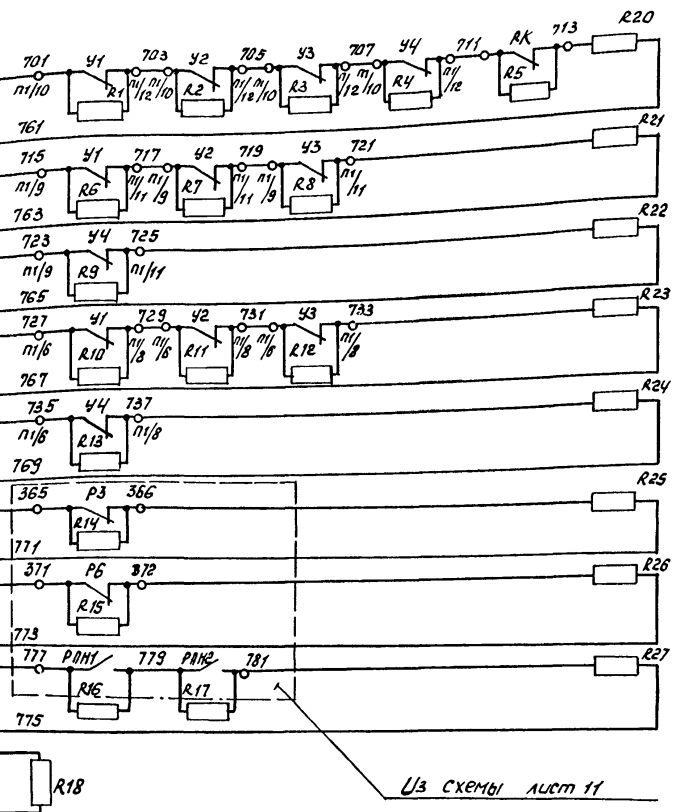 R20
701 У1 703 У2 705 У3 707 У4 711 RK 713
R1 R2 R3 R4 R5
п1/10 п1/12 п1/10 п1/12 п1/10 п1/12 п1/10 п1/12
761
R21
715 У1 717 У2 719 У3 721
п1/9 R6 п1/11 п1/9 R7 п1/11 п1/9 R8 п1/11
763
R22
723 У4 725
п1/9 R9 п1/11
765
R23
727 У1 729 У2 731 У3 733
п1/6 R10 п1/8 п1/6 R11 п1/8 п1/6 R12 п1/8
767
R24
735 У4 737
п1/6 R13 п1/8
769
R25
365 P3 366
R14
771
R26
371 P6 В72
R15
773
R27
777 РПН1 779 РПН2 781
R16 R17
775
R18
Из схемы лист 11